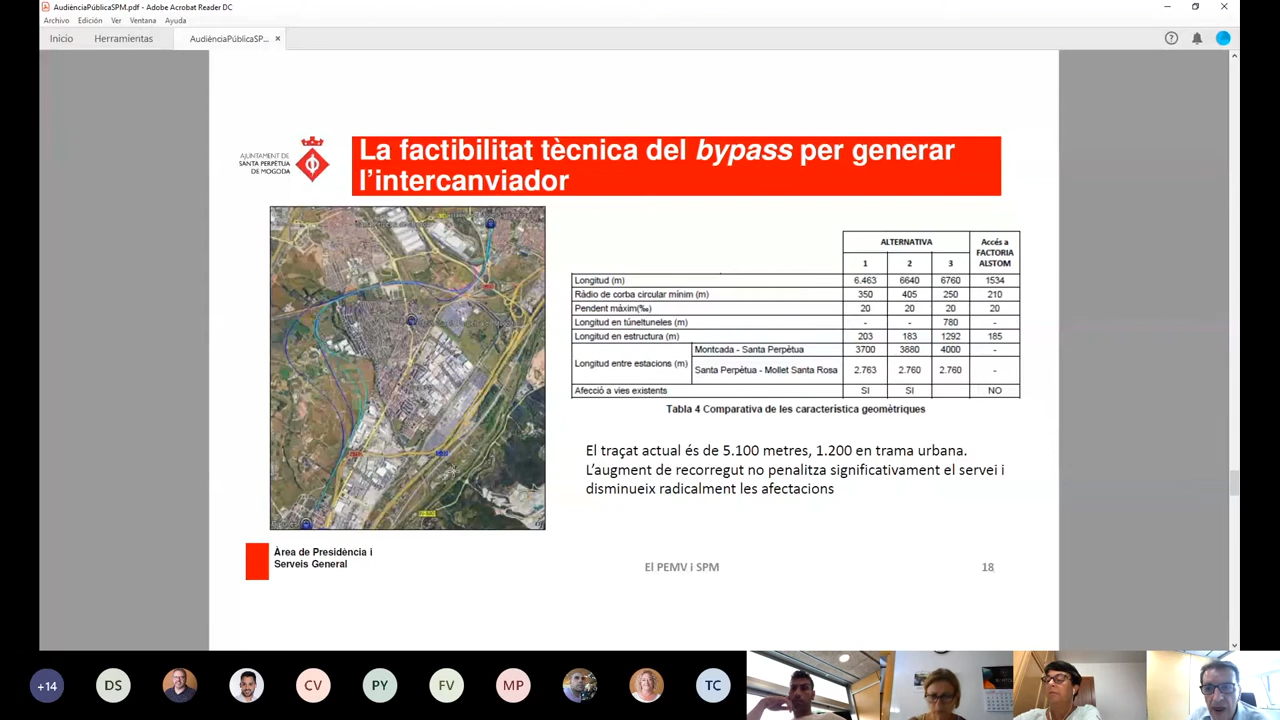 AudiènciaPúblicaSPM.pdf - Adobe Acrobat Reader DC
Archivo Edición Ver Ventana Ayuda
Inicio Herramientas AudiènciaPúblicaSP...
AJUNTAMENT DE
SANTA PERPÈTUA
DE MOGODA
La factibilitat tècnica del bypass per generar
l'intercanviador
ALTERNATIVA Accés a FACTORIA ALSTOM
1 2 3
Longitud (m) 6.463 6640 6760 1534
Ràdio de corba circular mínim (m) 350 405 250 210
Pendent màxim(‰) 20 20 20 20
Longitud en túneltuneles (m) - - 780 -
Longitud en estructura (m) 203 183 1292 185
Longitud entre estacions (m) Montcada - Santa Perpètua 3700 3880 4000 -
Santa Perpètua - Mollet Santa Rosa 2.763 2.760 2.760 -
Afecció a vies existents SI SI NO
Tabla 4 Comparativa de les característica geomètriques
El traçat actual és de 5.100 metres, 1.200 en trama urbana.
L'augment de recorregut no penalitza significativament el servei i
disminueix radicalment les afectacions
Àrea de Presidència i
Serveis General
El PEMV i SPM
18
+14 DS CV PY FV MP TC